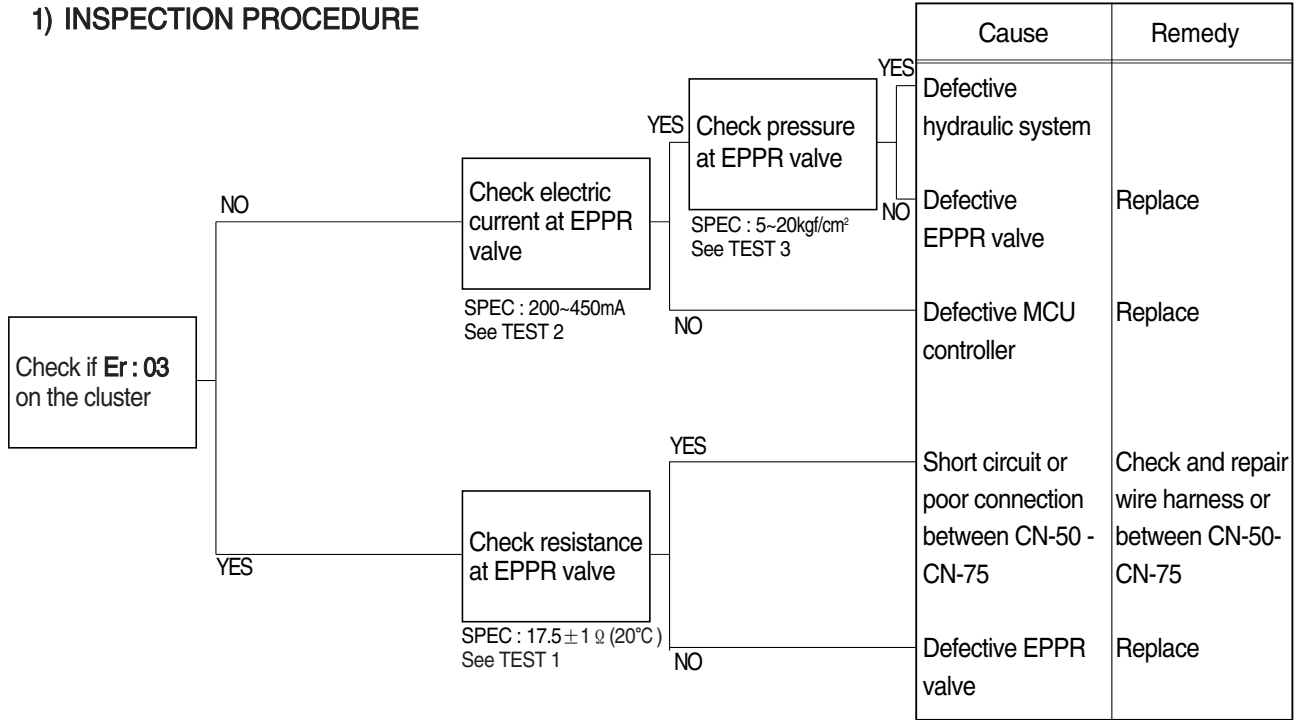 1) INSPECTION PROCEDURE
Cause
Remedy
Check if Er : 03
on the cluster
NO
YES
Check electric
current at EPPR
valve
SPEC : 200~450mA
See TEST 2
YES
NO
Check pressure
at EPPR valve
SPEC : 5~20kgf/cm²
See TEST 3
YES
NO
Check resistance
at EPPR valve
SPEC : 17.5±1 Ω (20°C )
See TEST 1
YES
NO
Defective
hydraulic system
Defective
EPPR valve
Replace
Defective MCU
controller
Replace
Short circuit or
poor connection
between CN-50 -
CN-75
Check and repair
wire harness or
between CN-50-
CN-75
Defective EPPR
valve
Replace